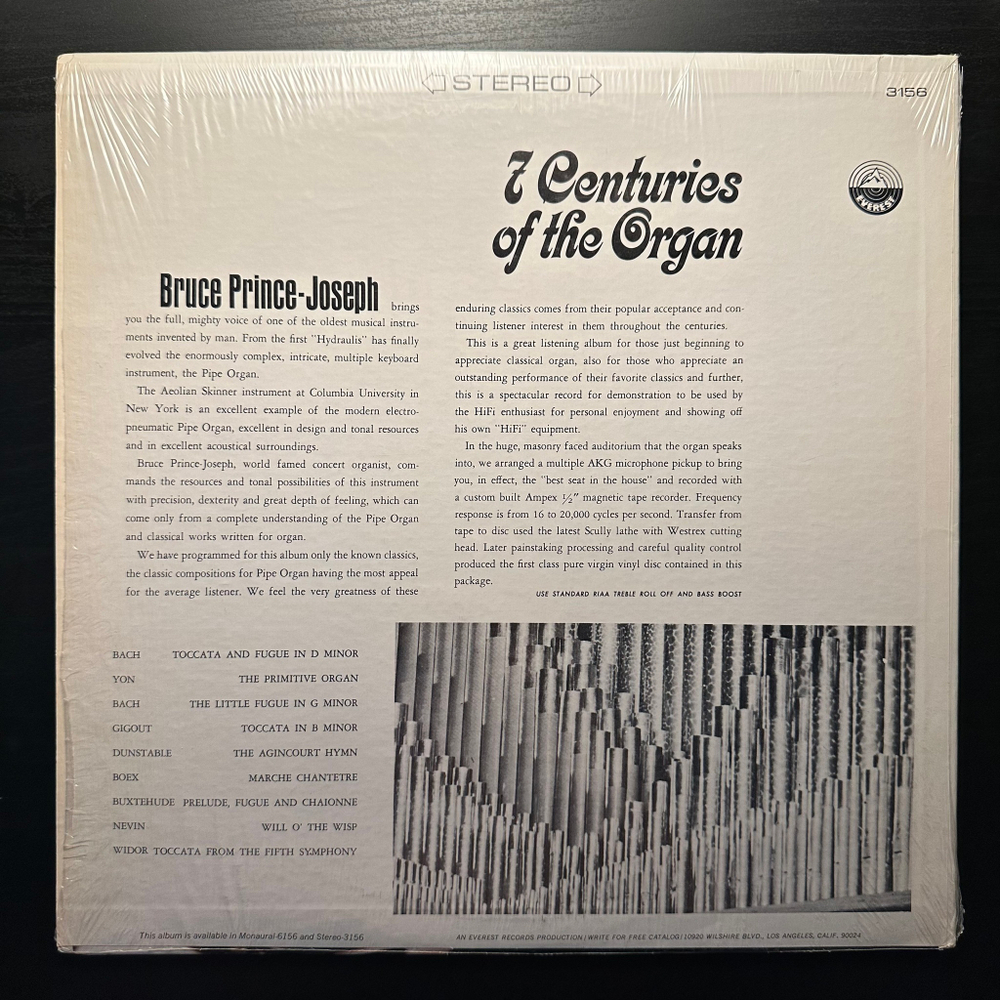 STEREO
3156
7 Centuries
of the Organ
EVEREST
Bruce Prince-Joseph brings
you the full, mighty voice of one of the oldest musical instru-
ments invented by man. From the first "Hydraulis" has finally
evolved the enormously complex, intricate, multiple keyboard
instrument, the Pipe Organ.
The Aeolian Skinner instrument at Columbia University in
New York is an excellent example of the modern electro-
pneumatic Pipe Organ, excellent in design and tonal resources
and in excellent acoustical surroundings.
Bruce Prince-Joseph, world famed concert organist, com-
mands the resources and tonal possibilities of this instrument
with precision, dexterity and great depth of feeling, which can
come only from a complete understanding of the Pipe Organ
and classical works written for organ.
We have programmed for this album only the known classics,
the classic compositions for Pipe Organ having the most appeal
for the average listener. We feel the very greatness of these
enduring classics comes from their popular acceptance and con-
tinuing listener interest in them throughout the centuries.
This is a great listening album for those just beginning to
appreciate classical organ, also for those who appreciate an
outstanding performance of their favorite classics and further,
this is a spectacular record for demonstration to be used by
the HiFi enthusiast for personal enjoyment and showing off
his own "HiFi" equipment.
In the huge, masonry faced auditorium that the organ speaks
into, we arranged a multiple AKG microphone pickup to bring
you, in effect, the "best seat in the house" and recorded with
a custom built Ampex ½" magnetic tape recorder. Frequency
response is from 16 to 20,000 cycles per second. Transfer from
tape to disc used the latest Scully lathe with Westrex cutting
head. Later painstaking processing and careful quality control
produced the first class pure virgin vinyl disc contained in this
package.
USE STANDARD RIAA TREBLE ROLL OFF AND BASS BOOST
BACH TOCCATA AND FUGUE IN D MINOR
YON THE PRIMITIVE ORGAN
BACH THE LITTLE FUGUE IN G MINOR
GIGOUT TOCCATA IN B MINOR
DUNSTABLE THE AGINCOURT HYMN
BOEX MARCHE CHANTETRE
BUXTEHUDE PRELUDE, FUGUE AND CHAIONNE
NEVIN WILL O' THE WISP
WIDOR TOCCATA FROM THE FIFTH SYMPHONY
This album is available in Monaural-6156 and Stereo-3156
AN EVEREST RECORDS PRODUCTION/WRITE FOR FREE CATALOG/10920 WILSHIRE BLVD., LOS ANGELES, CALIF. 90024